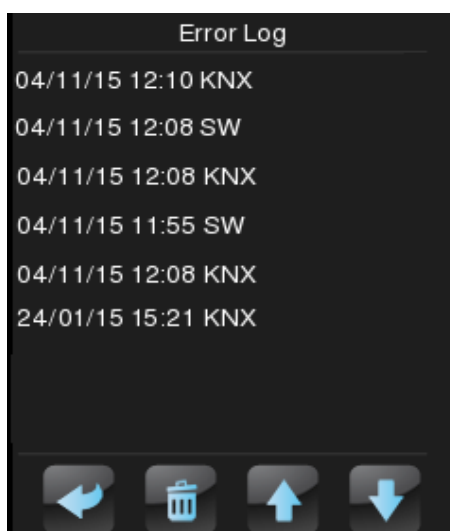 Error Log
04/11/15 12:10 KNX
04/11/15 12:08 SW
04/11/15 12:08 KNX
04/11/15 11:55 SW
04/11/15 12:08 KNX
24/01/15 15:21 KNX